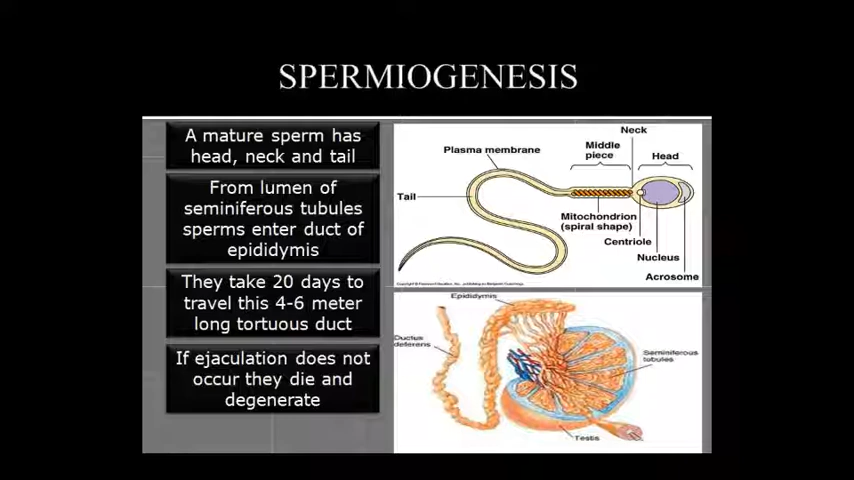 SPERMIOGENESIS
A mature sperm has
head, neck and tail
From lumen of
seminiferous tubules
sperms enter duct of
epididymis
They take 20 days to
travel this 4-6 meter
long tortuous duct
If ejaculation does not
occur they die and
degenerate
Neck
Middle
piece
Head
Plasma membrane
Tail
Mitochondrion
(spiral shape)
Centriole
Nucleus
Acrosome
Epididymis
Ductus
deferens
Seminiferous
tubules
Testis